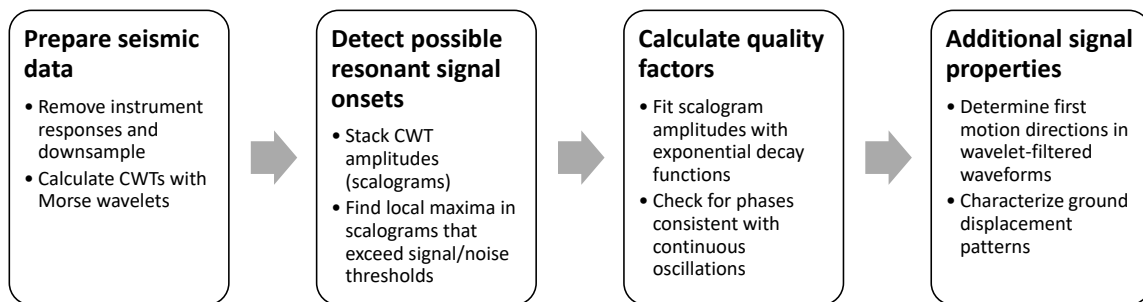 Prepare seismic
data
• Remove instrument
responses and
downsample
• Calculate CWTs with
Morse wavelets
Detect possible
resonant signal
onsets
• Stack CWT
amplitudes
(scalograms)
• Find local maxima in
scalograms that
exceed signal/noise
thresholds
Calculate quality
factors
• Fit scalogram
amplitudes with
exponential decay
functions
• Check for phases
consistent with
continuous
oscillations
Additional signal
properties
• Determine first
motion directions in
wavelet-filtered
waveforms
• Characterize ground
displacement
patterns